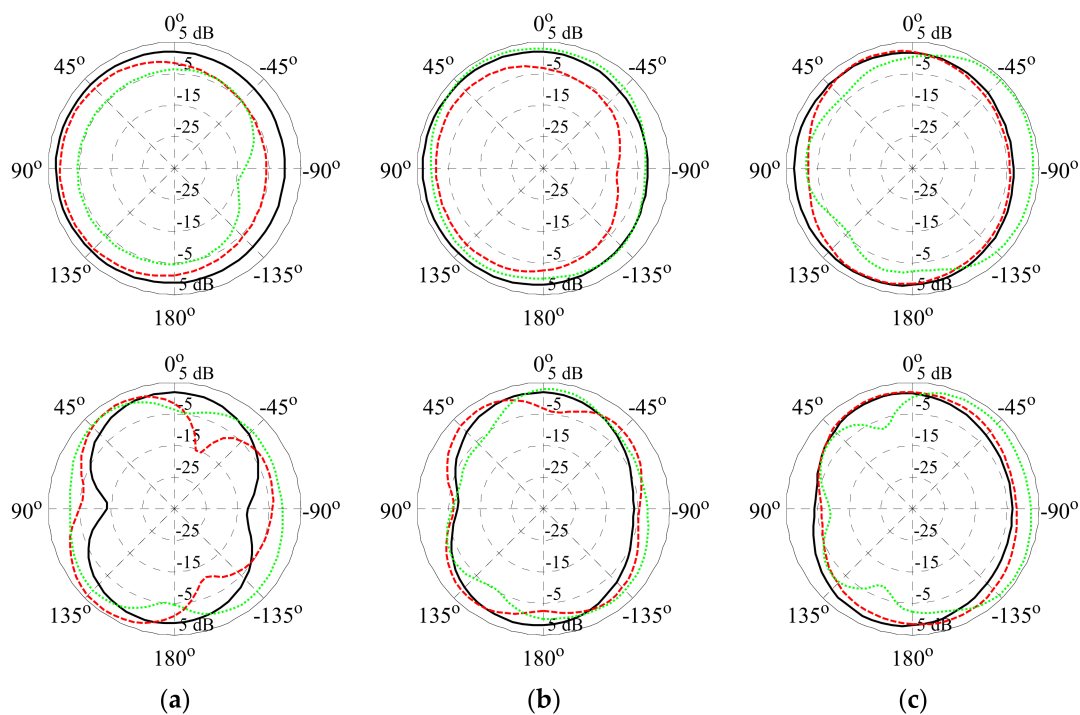 0º 0º 0º
5 dB 5 dB 5 dB
45º -45º 45º -45º 45º -45º
-5 -5 -5
-15 -15 -15
-25 -25 -25
90º -90º 90º -90º 90º -90º
-25 -25 -25
-15 -15 -15
-5 -5 -5
135º -135º 135º -135º 135º -135º
5 dB 5 dB 5 dB
180º 180º 180º
0º 0º 0º
5 dB 5 dB 5 dB
45º -45º 45º -45º 45º -45º
-5 -5 -5
-15 -15 -15
-25 -25 -25
90º -90º 90º -90º 90º -90º
-25 -25 -25
-15 -15 -15
-5 -5 -5
135º -135º 135º -135º 135º -135º
5 dB 5 dB 5 dB
180º 180º 180º
(a) (b) (c)